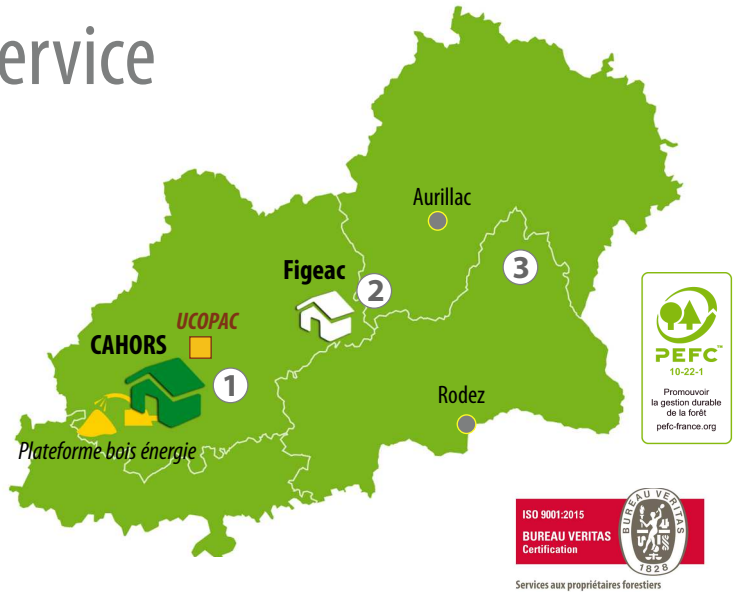 ervice
Aurillac
Figeac
2
3
UCOPAC
CAHORS
1
Rodez
Plateforme bois énergie
PEFC™
10-22-1
Promouvoir
la gestion durable
de la forêt
pefc-france.org
ISO 9001:2015
BUREAU VERITAS
Certification
BUREAU VERITAS
1828
Services aux propriétaires forestiers